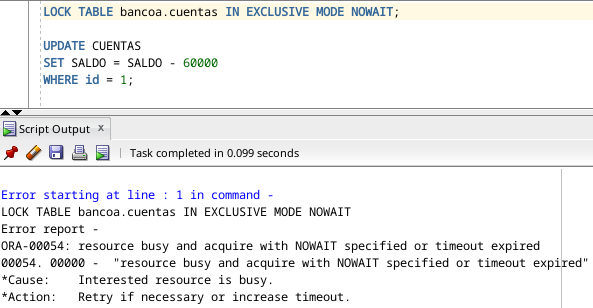 LOCK TABLE bancoa.cuentas IN EXCLUSIVE MODE NOWAIT;
UPDATE CUENTAS
SET SALDO = SALDO - 60000
WHERE id = 1;
Script Output x
Task completed in 0.099 seconds
Error starting at line : 1 in command -
LOCK TABLE bancoa.cuentas IN EXCLUSIVE MODE NOWAIT
Error report -
ORA-00054: resource busy and acquire with NOWAIT specified or timeout expired
00054. 00000 - "resource busy and acquire with NOWAIT specified or timeout expired"
*Cause: Interested resource is busy.
*Action: Retry if necessary or increase timeout.